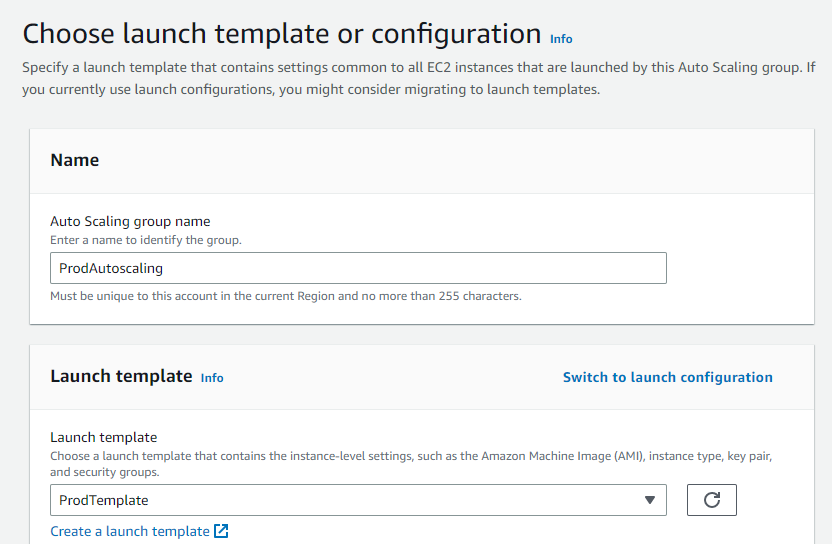 Choose launch template or configuration Info
Specify a launch template that contains settings common to all EC2 instances that are launched by this Auto Scaling group. If
you currently use launch configurations, you might consider migrating to launch templates.
Name
Auto Scaling group name
Enter a name to identify the group.
ProdAutoscaling
Must be unique to this account in the current Region and no more than 255 characters.
Launch template Info
Switch to launch configuration
Launch template
Choose a launch template that contains the instance-level settings, such as the Amazon Machine Image (AMI), instance type, key pair,
and security groups.
ProdTemplate
Create a launch template